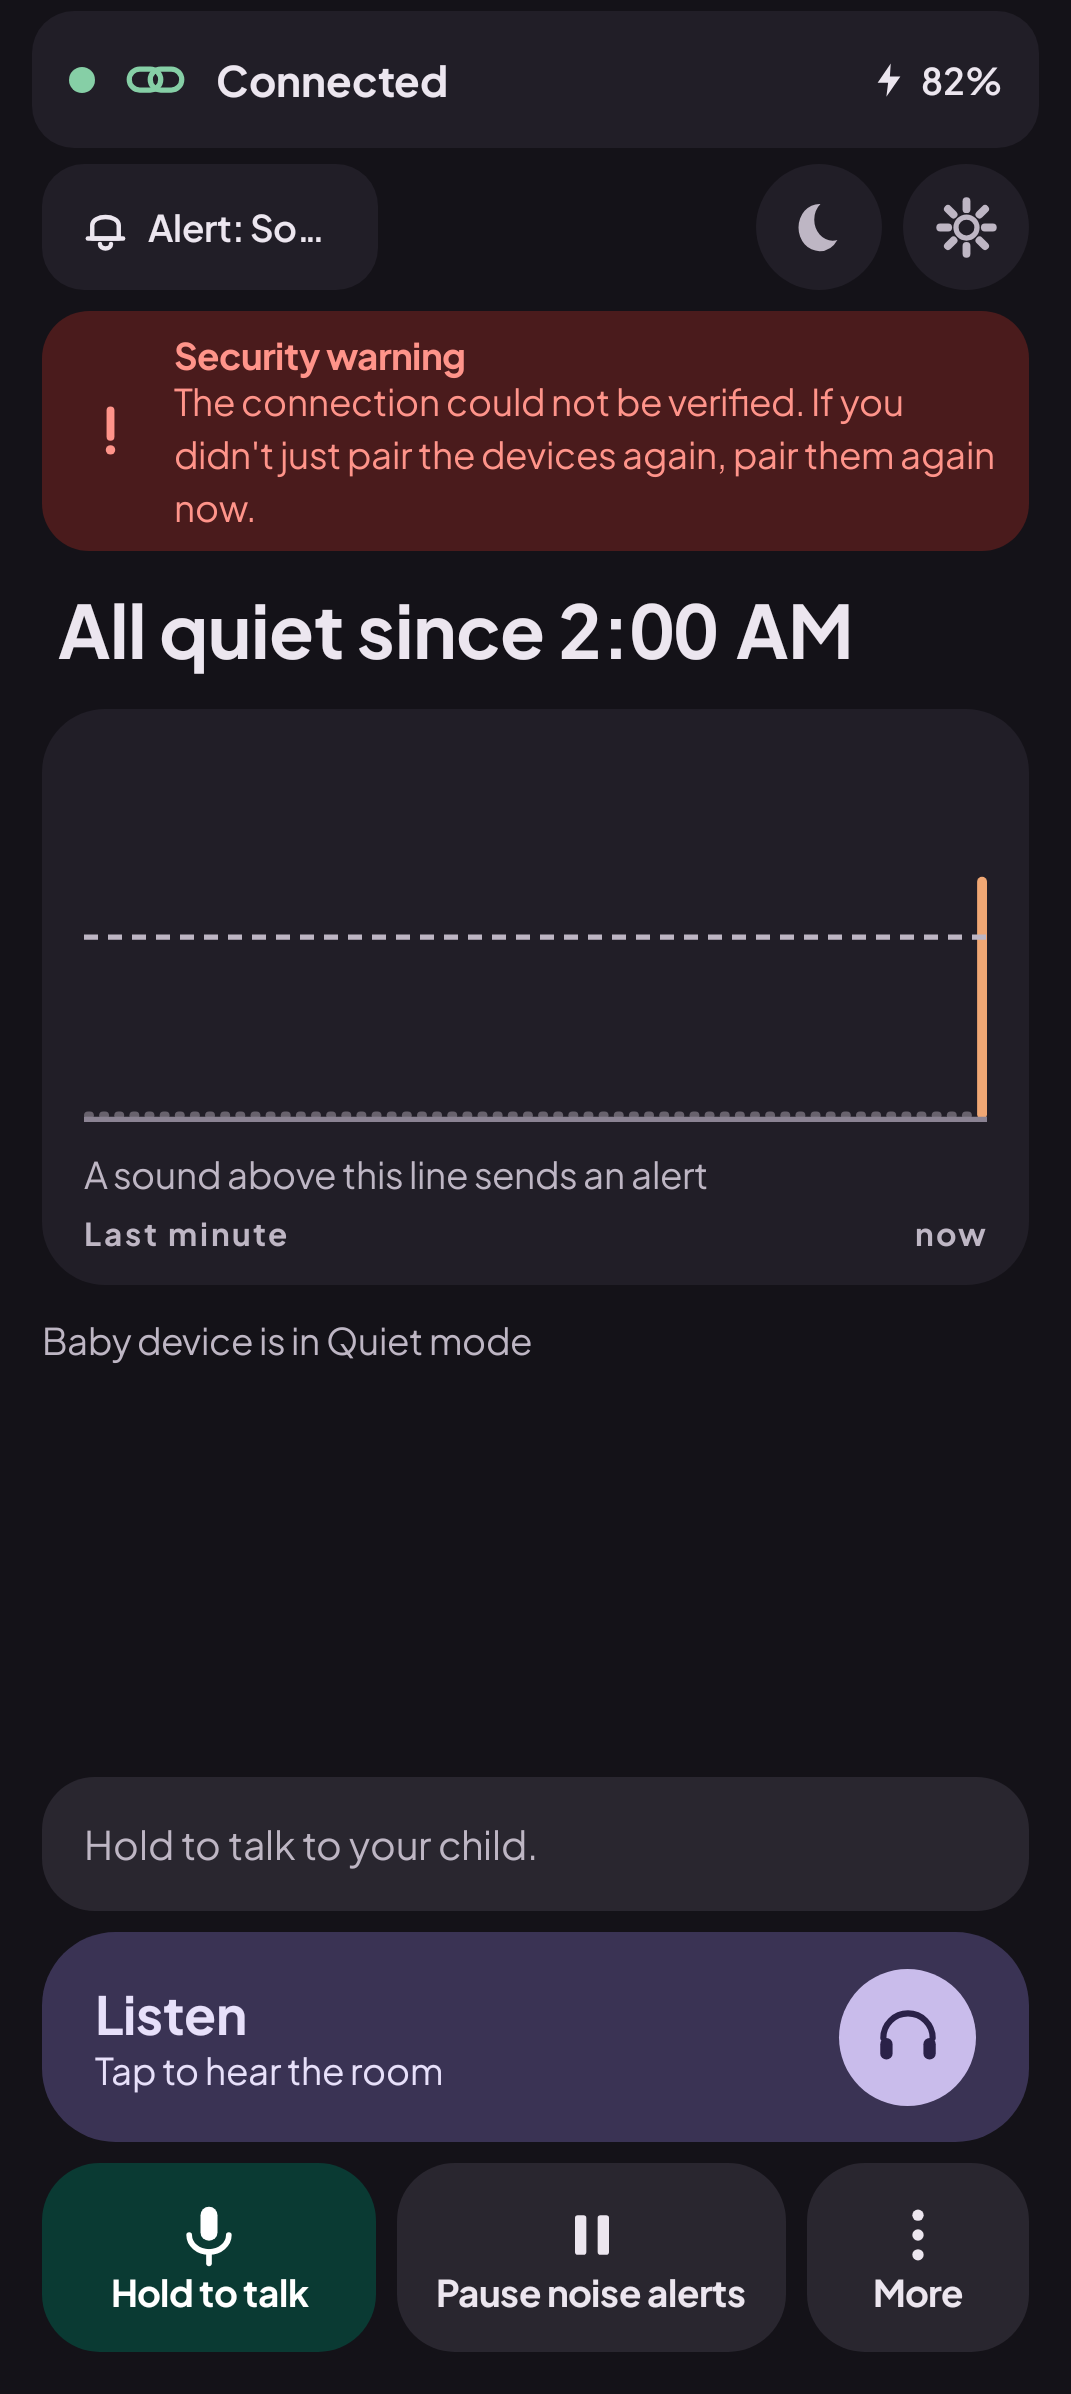 Connected
82%
Alert: So...
Security warning
The connection could not be verified. If you
didn't just pair the devices again, pair them again
now.
All quiet since 2:00 AM
A sound above this line sends an alert
Last minute
now
Baby device is in Quiet mode
Hold to talk to your child.
Listen
Tap to hear the room
Hold to talk
Pause noise alerts
More